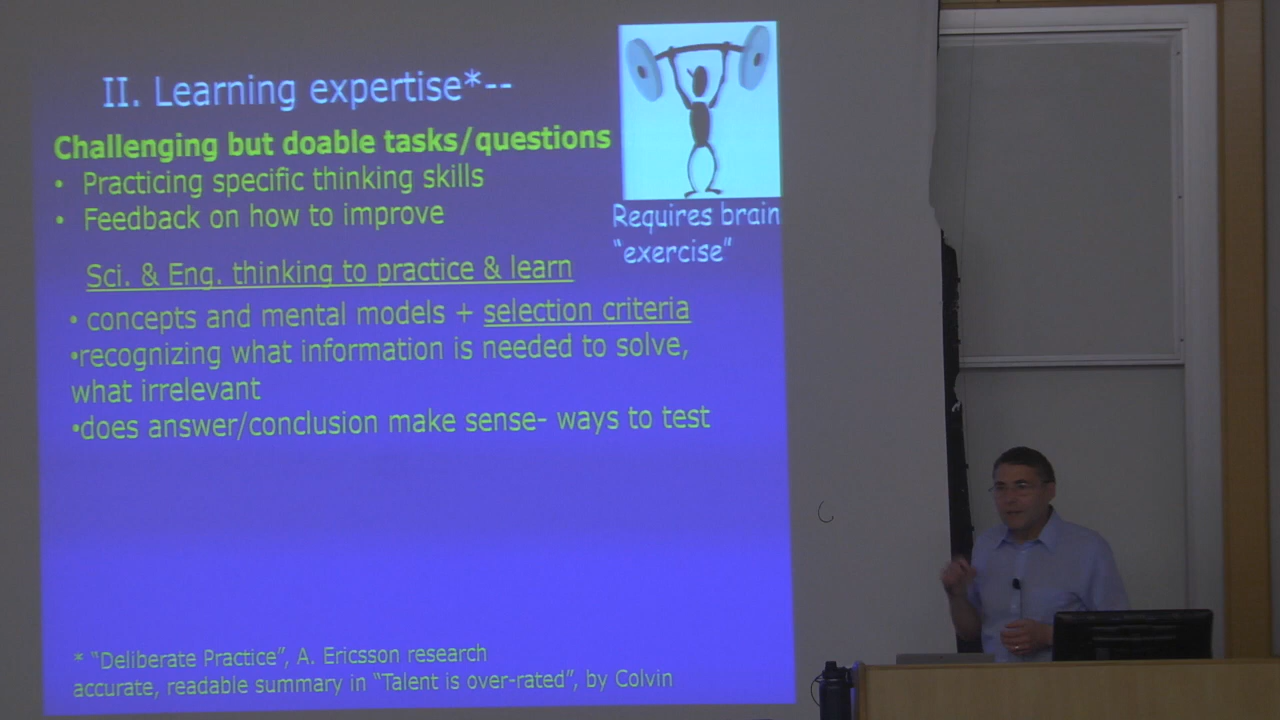 II. Learning expertise*--
Challenging but doable tasks/questions
• Practicing specific thinking skills
• Feedback on how to improve
Requires brain
“exercise”
Sci. & Eng. thinking to practice & learn
• concepts and mental models + selection criteria
•recognizing what information is needed to solve,
what irrelevant
•does answer/conclusion make sense- ways to test
* “Deliberate Practice”, A. Ericsson research
accurate, readable summary in “Talent is over-rated”, by Colvin